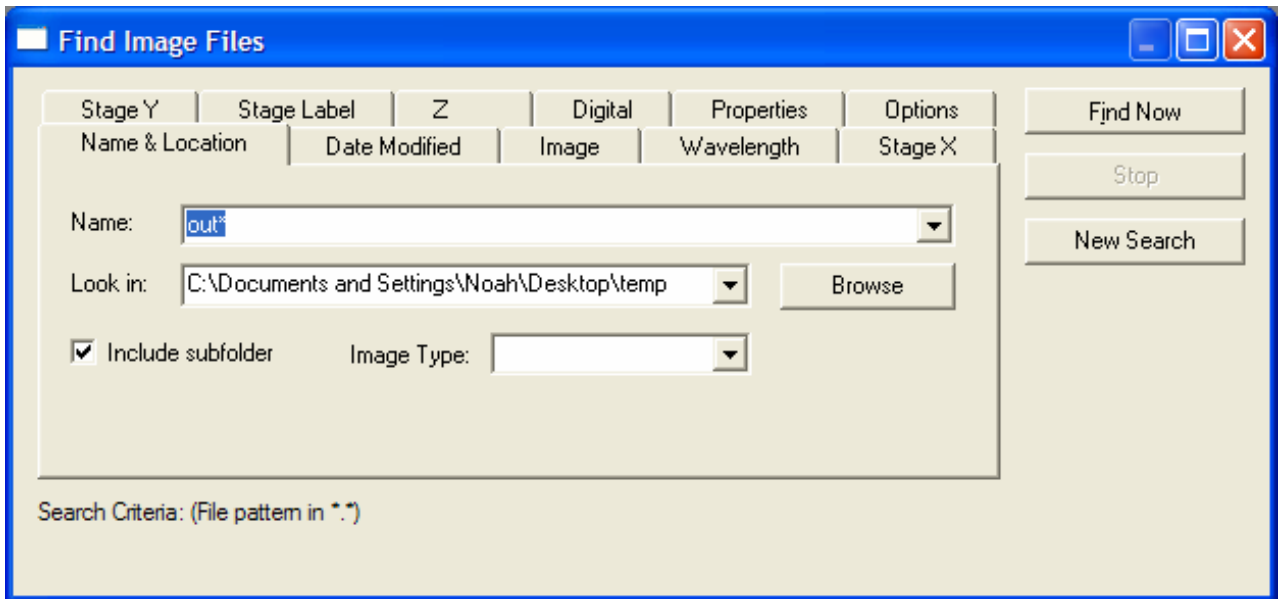 Find Image Files
Stage Y Stage Label Z Digital Properties Options
Name & Location Date Modified Image Wavelength Stage X
Find Now
Stop
New Search
Name: out*
Look in: C:\Documents and Settings\Noah\Desktop\temp Browse
Include subfolder Image Type:
Search Criteria: (File pattern in *.*)